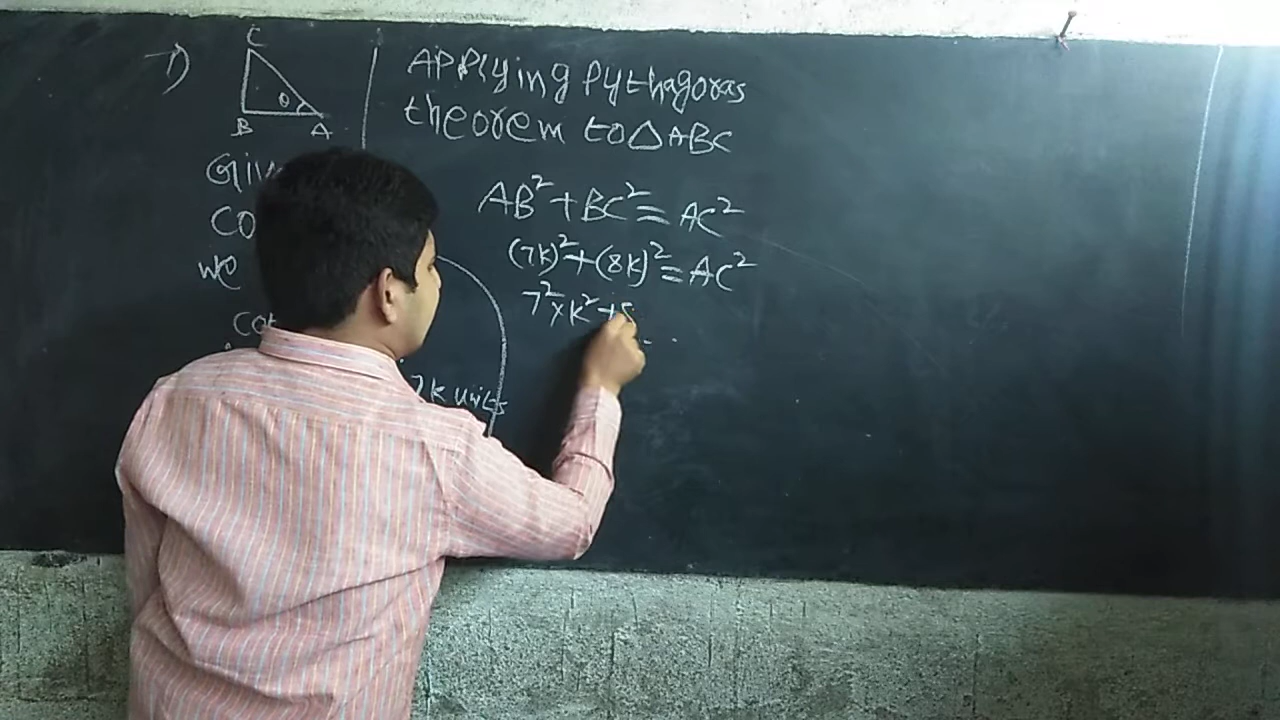 1)
C
θ
B A
Giv
co
we
Cot
7K units
APPlying Pythagoras
theorem to △ABC
AB²+BC²=AC²
(7K)²+(8K)²=AC²
7²×K²+